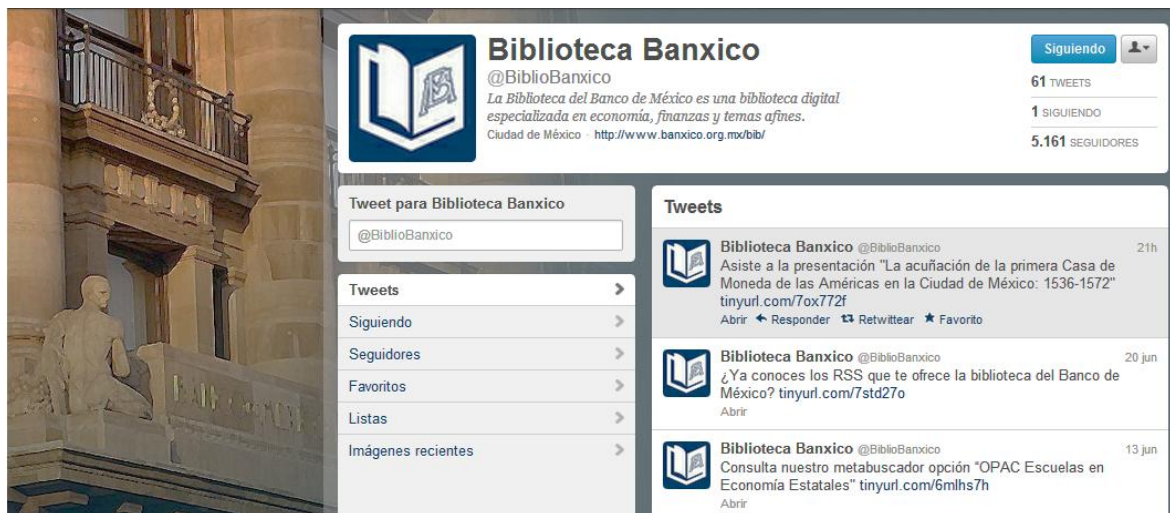 Biblioteca Banxico
@BiblioBanxico
La Biblioteca del Banco de México es una biblioteca digital
especializada en economía, finanzas y temas afines.
Ciudad de México · http://www.banxico.org.mx/bib/
Siguiendo
61 TWEETS
1 SIGUIENDO
5.161 SEGUIDORES
Tweet para Biblioteca Banxico
@BiblioBanxico
Tweets
Siguiendo
Seguidores
Favoritos
Listas
Imágenes recientes
Tweets
Biblioteca Banxico @BiblioBanxico 21h
Asiste a la presentación "La acuñación de la primera Casa de
Moneda de las Américas en la Ciudad de México: 1536-1572"
tinyurl.com/7ox772f
Abrir Responder Retwittear Favorito
Biblioteca Banxico @BiblioBanxico 20 jun
¿Ya conoces los RSS que te ofrece la biblioteca del Banco de
México? tinyurl.com/7std27o
Abrir
Biblioteca Banxico @BiblioBanxico 13 jun
Consulta nuestro metabuscador opción "OPAC Escuelas en
Economía Estatales" tinyurl.com/6mlhs7h
Abrir